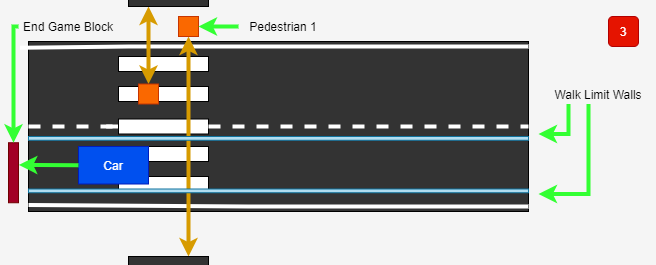 End Game Block
Pedestrian 1
3
Walk Limit Walls
Car